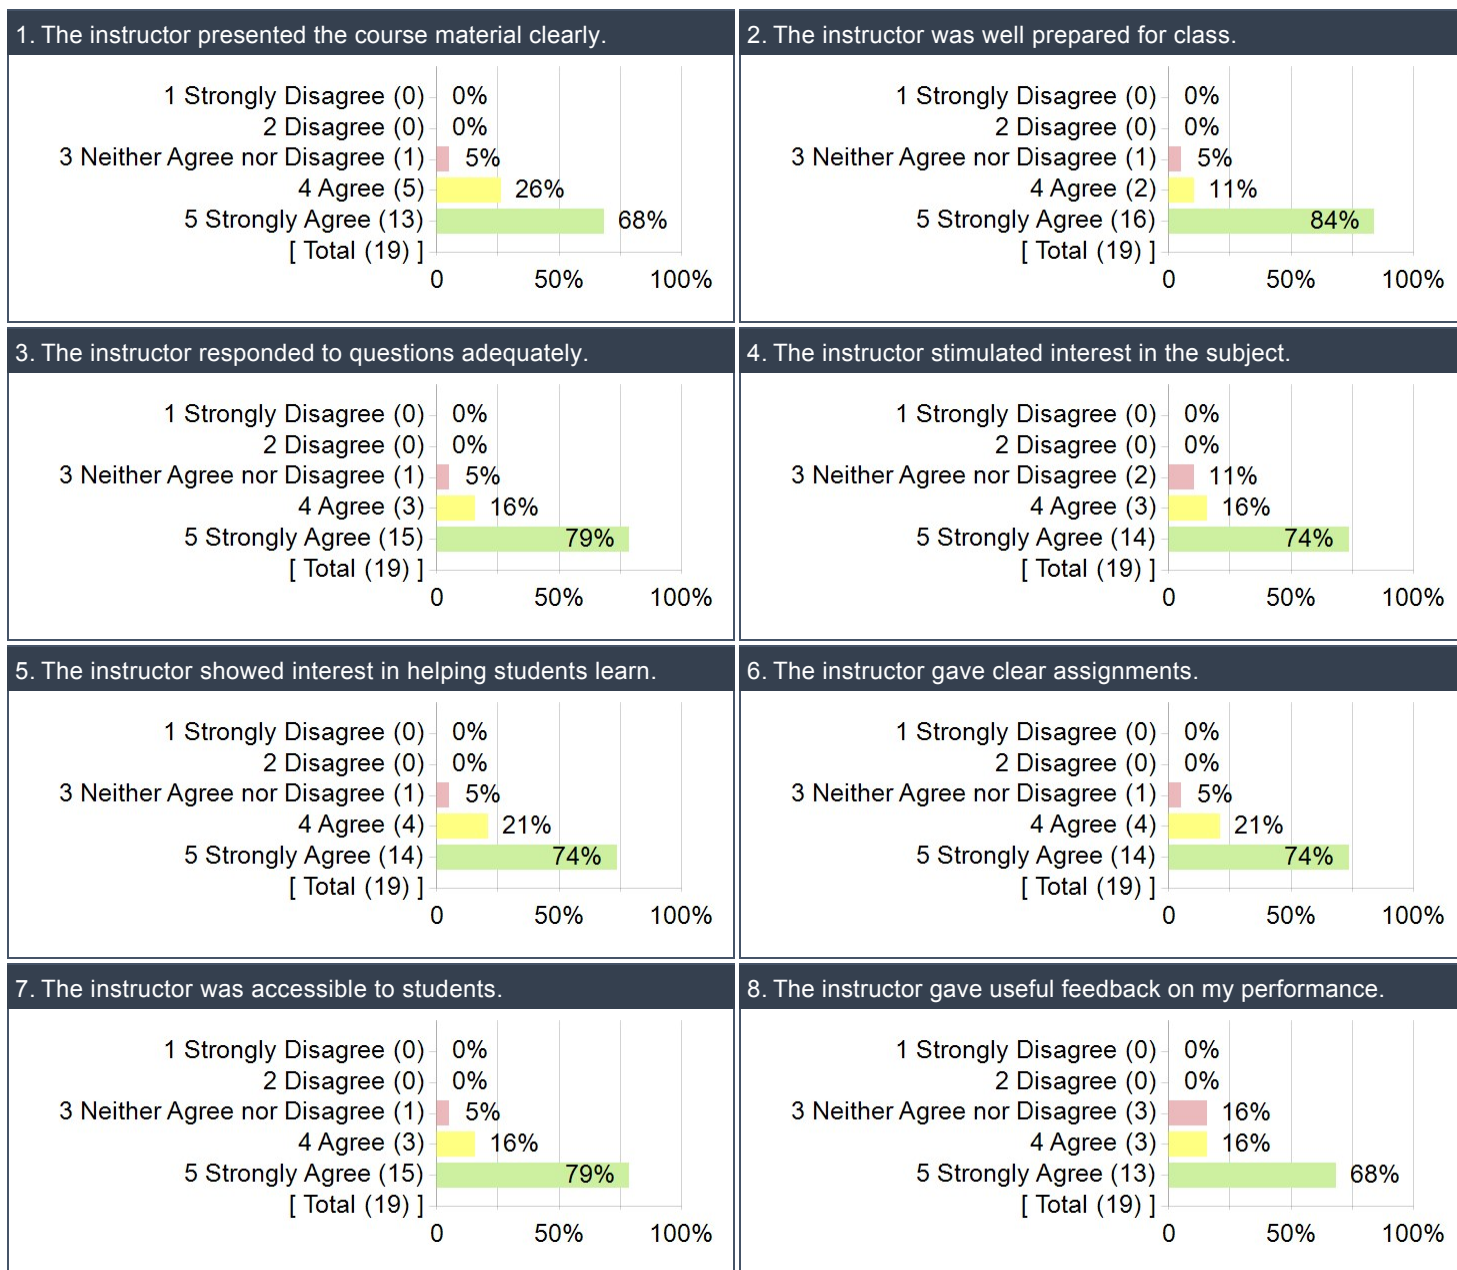 1. The instructor presented the course material clearly.
1 Strongly Disagree (0) 0%
2 Disagree (0) 0%
3 Neither Agree nor Disagree (1) 5%
4 Agree (5) 26%
5 Strongly Agree (13) 68%
[ Total (19) ]
0 50% 100%
2. The instructor was well prepared for class.
1 Strongly Disagree (0) 0%
2 Disagree (0) 0%
3 Neither Agree nor Disagree (1) 5%
4 Agree (2) 11%
5 Strongly Agree (16) 84%
[ Total (19) ]
0 50% 100%
3. The instructor responded to questions adequately.
1 Strongly Disagree (0) 0%
2 Disagree (0) 0%
3 Neither Agree nor Disagree (1) 5%
4 Agree (3) 16%
5 Strongly Agree (15) 79%
[ Total (19) ]
0 50% 100%
4. The instructor stimulated interest in the subject.
1 Strongly Disagree (0) 0%
2 Disagree (0) 0%
3 Neither Agree nor Disagree (2) 11%
4 Agree (3) 16%
5 Strongly Agree (14) 74%
[ Total (19) ]
0 50% 100%
5. The instructor showed interest in helping students learn.
1 Strongly Disagree (0) 0%
2 Disagree (0) 0%
3 Neither Agree nor Disagree (1) 5%
4 Agree (4) 21%
5 Strongly Agree (14) 74%
[ Total (19) ]
0 50% 100%
6. The instructor gave clear assignments.
1 Strongly Disagree (0) 0%
2 Disagree (0) 0%
3 Neither Agree nor Disagree (1) 5%
4 Agree (4) 21%
5 Strongly Agree (14) 74%
[ Total (19) ]
0 50% 100%
7. The instructor was accessible to students.
1 Strongly Disagree (0) 0%
2 Disagree (0) 0%
3 Neither Agree nor Disagree (1) 5%
4 Agree (3) 16%
5 Strongly Agree (15) 79%
[ Total (19) ]
0 50% 100%
8. The instructor gave useful feedback on my performance.
1 Strongly Disagree (0) 0%
2 Disagree (0) 0%
3 Neither Agree nor Disagree (3) 16%
4 Agree (3) 16%
5 Strongly Agree (13) 68%
[ Total (19) ]
0 50% 100%